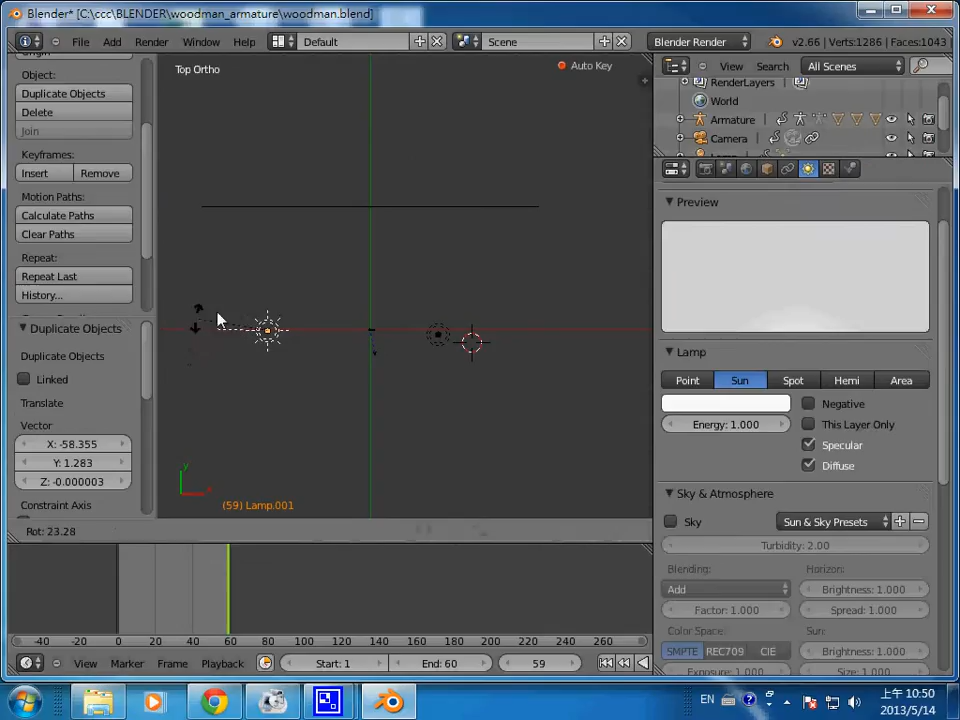 Blender* [C:\ccc\BLENDER\woodman_armature\woodman.blend]
File Add Render Window Help Default Scene Blender Render v2.66 | Verts:1286 | Faces:1043
Origin
Object:
Duplicate Objects
Delete
Join
Keyframes:
Insert Remove
Motion Paths:
Calculate Paths
Clear Paths
Repeat:
Repeat Last
History...
Duplicate Objects
Duplicate Objects
Linked
Translate
Vector
X: -58.355
Y: 1.283
Z: -0.000003
Constraint Axis
Top Ortho
Auto Key
y
x
(59) Lamp.001
Rot: 23.28
View Search All Scenes
RenderLayers
World
Armature
Camera
Preview
Lamp
Point Sun Spot Hemi Area
Negative
Energy: 1.000 This Layer Only
Specular
Diffuse
Sky & Atmosphere
Sky Sun & Sky Presets
Turbidity: 2.00
Blending: Horizon:
Add Brightness: 1.000
Factor: 1.000 Spread: 1.000
Color Space: Sun:
SMPTE REC709 CIE Brightness: 1.000
Exposure: 1.000 Size: 1.000
-40 -20 0 20 40 60 80 100 120 140 160 180 200 220 240 260
View Marker Frame Playback Start: 1 End: 60 59
EN
上午 10:50
2013/5/14